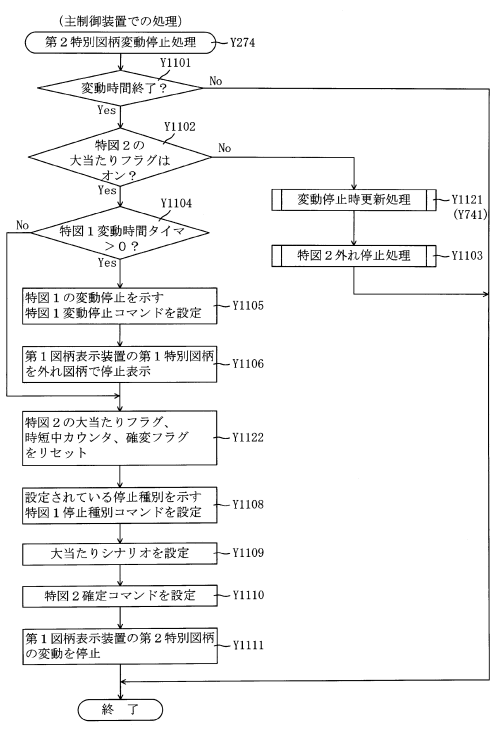 (主制御装置での処理)
第2特別図柄変動停止処理
Y274
Y1101
変動時間終了?
No
Yes
Y1102
特図2の
大当たりフラグは
オン?
No
Yes
変動停止時更新処理
Y1121
(Y741)
Y1104
No
特図1変動時間タイマ
>0?
Yes
特図2外れ停止処理
Y1103
特図1の変動停止を示す
特図1変動停止コマンドを設定
Y1105
第1図柄表示装置の第1特別図柄
を外れ図柄で停止表示
Y1106
特図2の大当たりフラグ、
時短中カウンタ、確変フラグ
をリセット
Y1122
設定されている停止種別を示す
特図1停止種別コマンドを設定
Y1108
大当たりシナリオを設定
Y1109
特図2確定コマンドを設定
Y1110
第1図柄表示装置の第2特別図柄
の変動を停止
Y1111
終 了